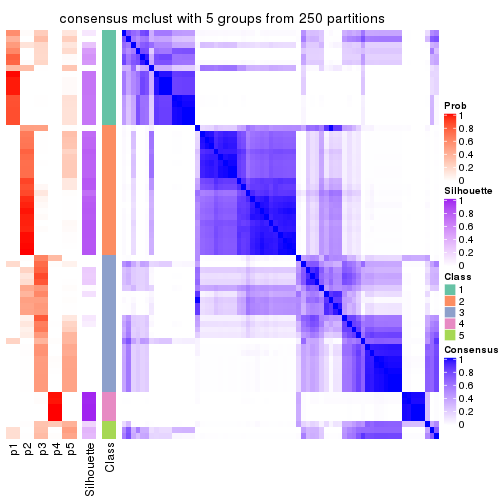 consensus mclust with 5 groups from 250 partitions
Prob
1
0.8
0.6
0.4
0.2
0
Silhouette
1
0.8
0.6
0.4
0.2
0
Class
1
2
3
4
5
Consensus
1
0.8
0.6
0.4
0.2
0
p1
p2
p3
p4
p5
Silhouette
Class